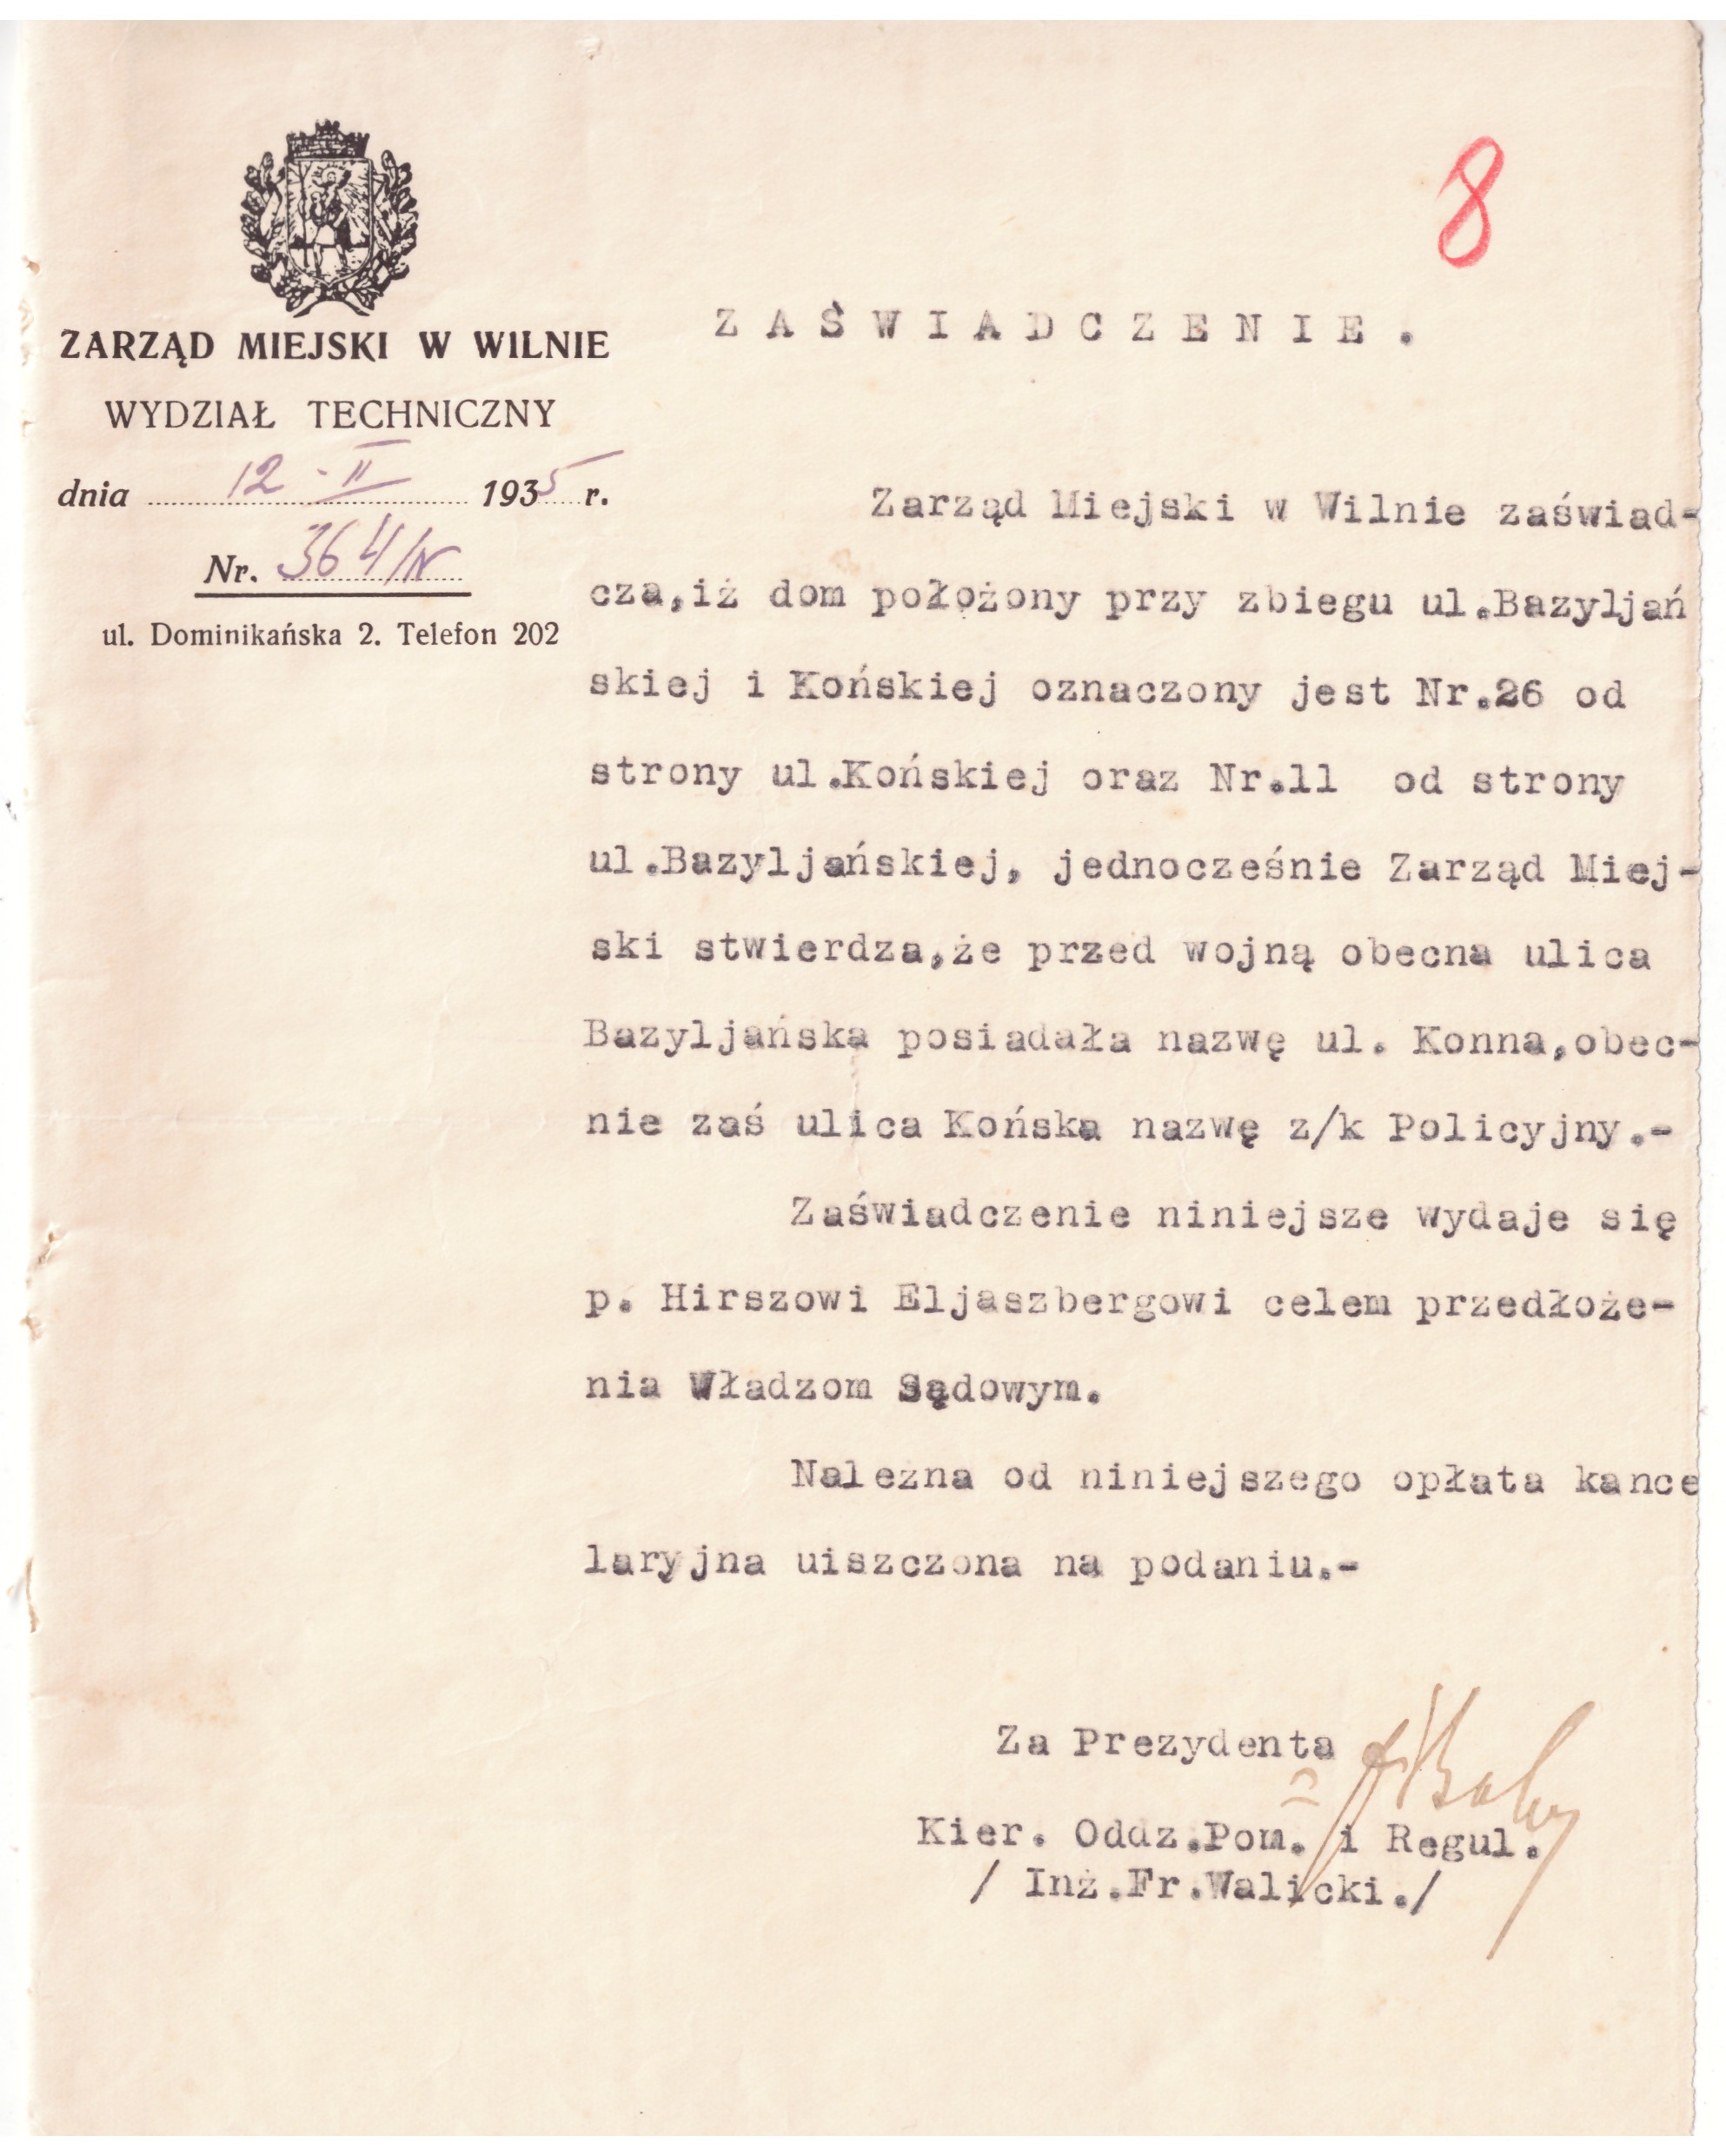 8
ZARZĄD MIEJSKI W WILNIE
WYDZIAŁ TECHNICZNY
dnia 12-II 1935 r.
Nr. 364/N
ul. Dominikańska 2. Telefon 202
ZAŚWIADCZENIE.
Zarząd Miejski w Wilnie zaświad-
cza,iż dom położony przy zbiegu ul.Bazyljań
skiej i Końskiej oznaczony jest Nr.26 od
strony ul.Końskiej oraz Nr.11 od strony
ul.Bazyljańskiej, jednocześnie Zarząd Miej-
ski stwierdza,że przed wojną obecna ulica
Bazyljańska posiadała nazwę ul. Konna,obec-
nie zaś ulica Końska nazwę z/k Policyjny.-
Zaświadczenie niniejsze wydaje się
p. Hirszowi Eljaszbergowi celem przedłoże-
nia Władzom Sądowym.
Należna od niniejszego opłata kance
laryjna uiszczona na podaniu.-
Za Prezydenta
Kier. Oddz.Pom. i Regul.
/ Inż.Fr.Walicki./